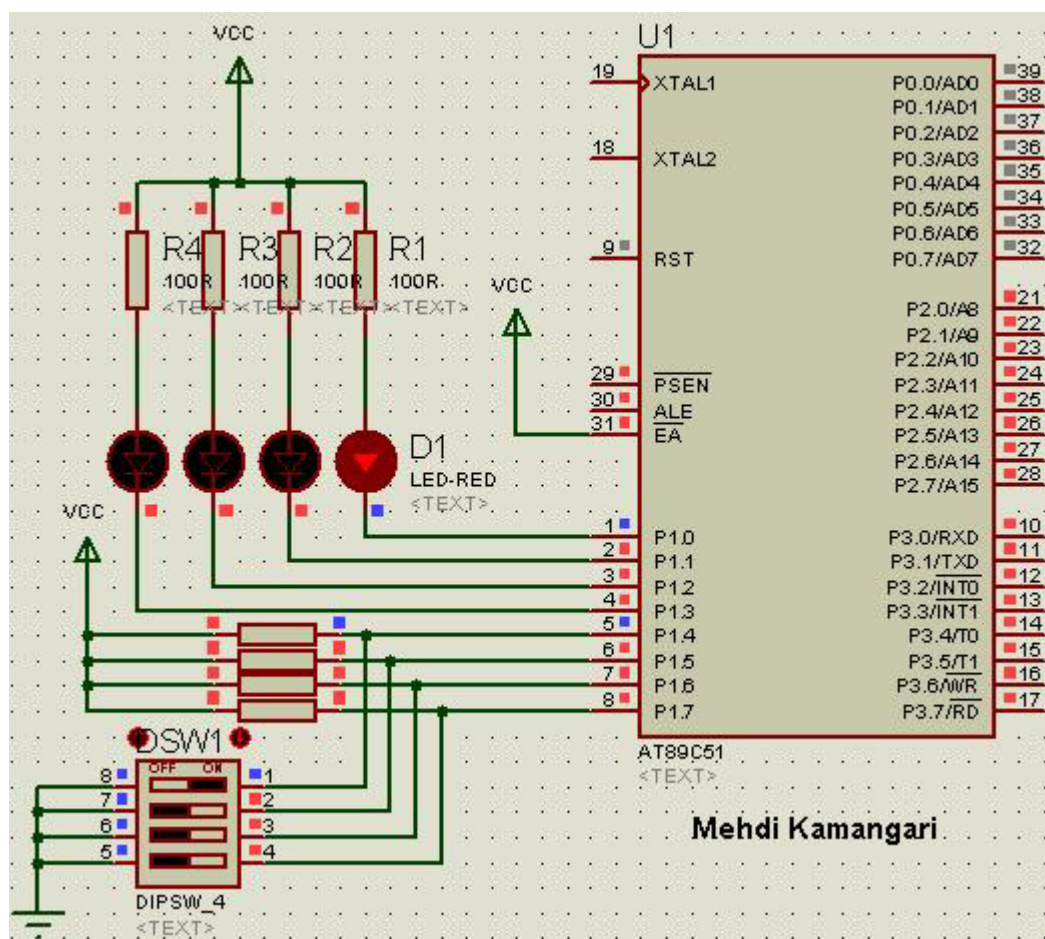 VCC
U1
19 XTAL1 P0.0/AD0 39
P0.1/AD1 38
P0.2/AD2 37
18 XTAL2 P0.3/AD3 36
P0.4/AD4 35
P0.5/AD5 34
P0.6/AD6 33
9 RST P0.7/AD7 32
R4 R3 R2 R1
100R 100R 100R 100R
<TEXT> <TEXT> <TEXT> <TEXT>
VCC
P2.0/A8 21
P2.1/A9 22
P2.2/A10 23
29 PSEN P2.3/A11 24
30 ALE P2.4/A12 25
31 EA P2.5/A13 26
P2.6/A14 27
P2.7/A15 28
D1
LED-RED
<TEXT>
VCC
1 P1.0 P3.0/RXD 10
2 P1.1 P3.1/TXD 11
3 P1.2 P3.2/INT0 12
4 P1.3 P3.3/INT1 13
5 P1.4 P3.4/T0 14
6 P1.5 P3.5/T1 15
7 P1.6 P3.6/WR 16
8 P1.7 P3.7/RD 17
AT89C51
<TEXT>
DSW1
OFF ON
8 1
7 2
6 3
5 4
DIPSW_4
<TEXT>
Mehdi Kamangari